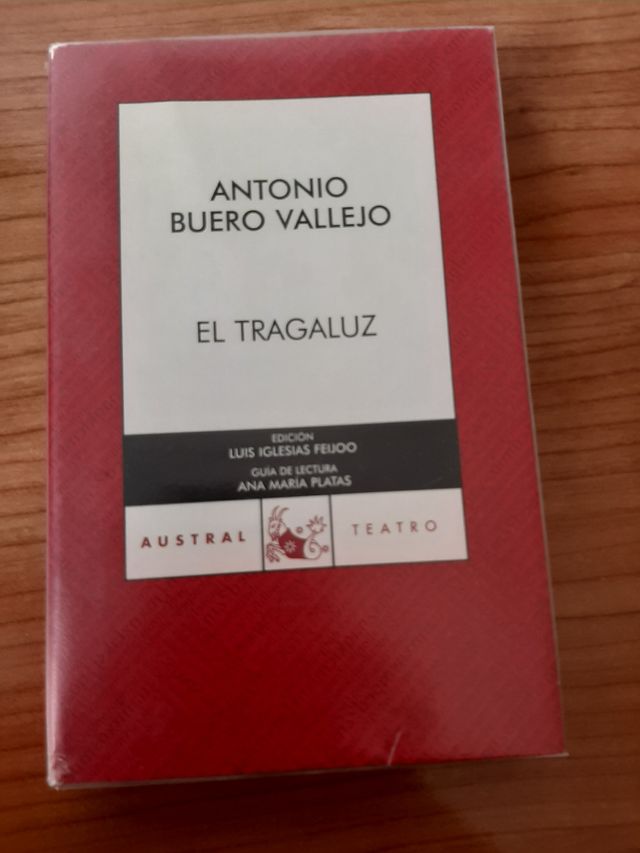 ANTONIO
BUERO VALLEJO
EL TRAGALUZ
EDICIÓN
LUIS IGLESIAS FEIJOO
GUÍA DE LECTURA
ANA MARÍA PLATAS
AUSTRAL
TEATRO